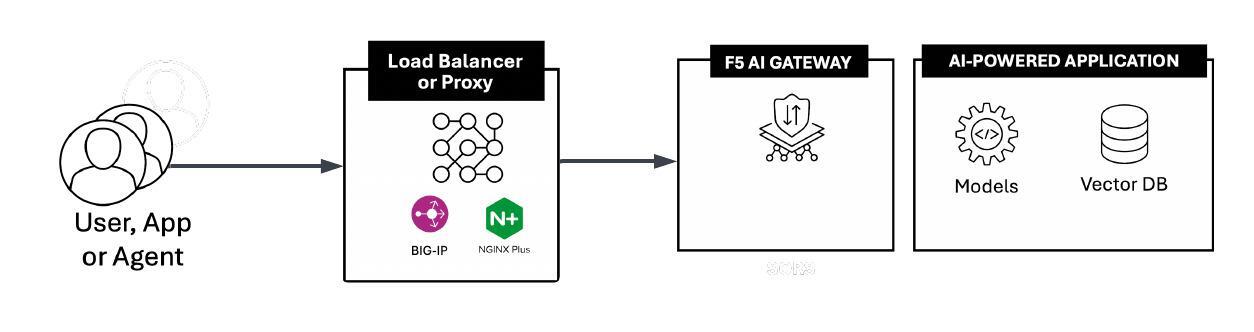 Load Balancer
or Proxy
F5 AI GATEWAY
AI-POWERED APPLICATION
N+
BIG-IP
NGINX Plus
Models
Vector DB
User, App
or Agent